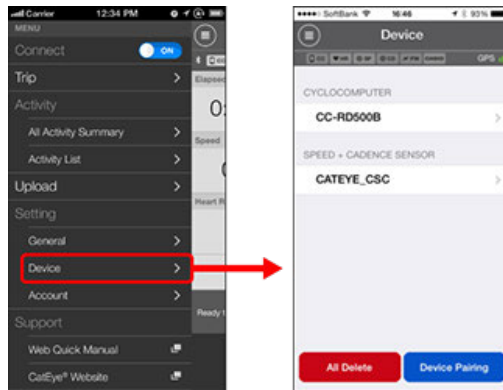 Carrier 12:34 PM
MENU
Connect ON
Trip
Activity
All Activity Summary
Activity List
Upload
Setting
General
Device
Account
Support
Web Quick Manual
CatEye® Website
Elapsed
0:
Speed
Heart R
Ready t
SoftBank 16:46 93%
Device
GPS
CYCLOCOMPUTER
CC-RD500B
SPEED + CADENCE SENSOR
CATEYE_CSC
All Delete
Device Pairing